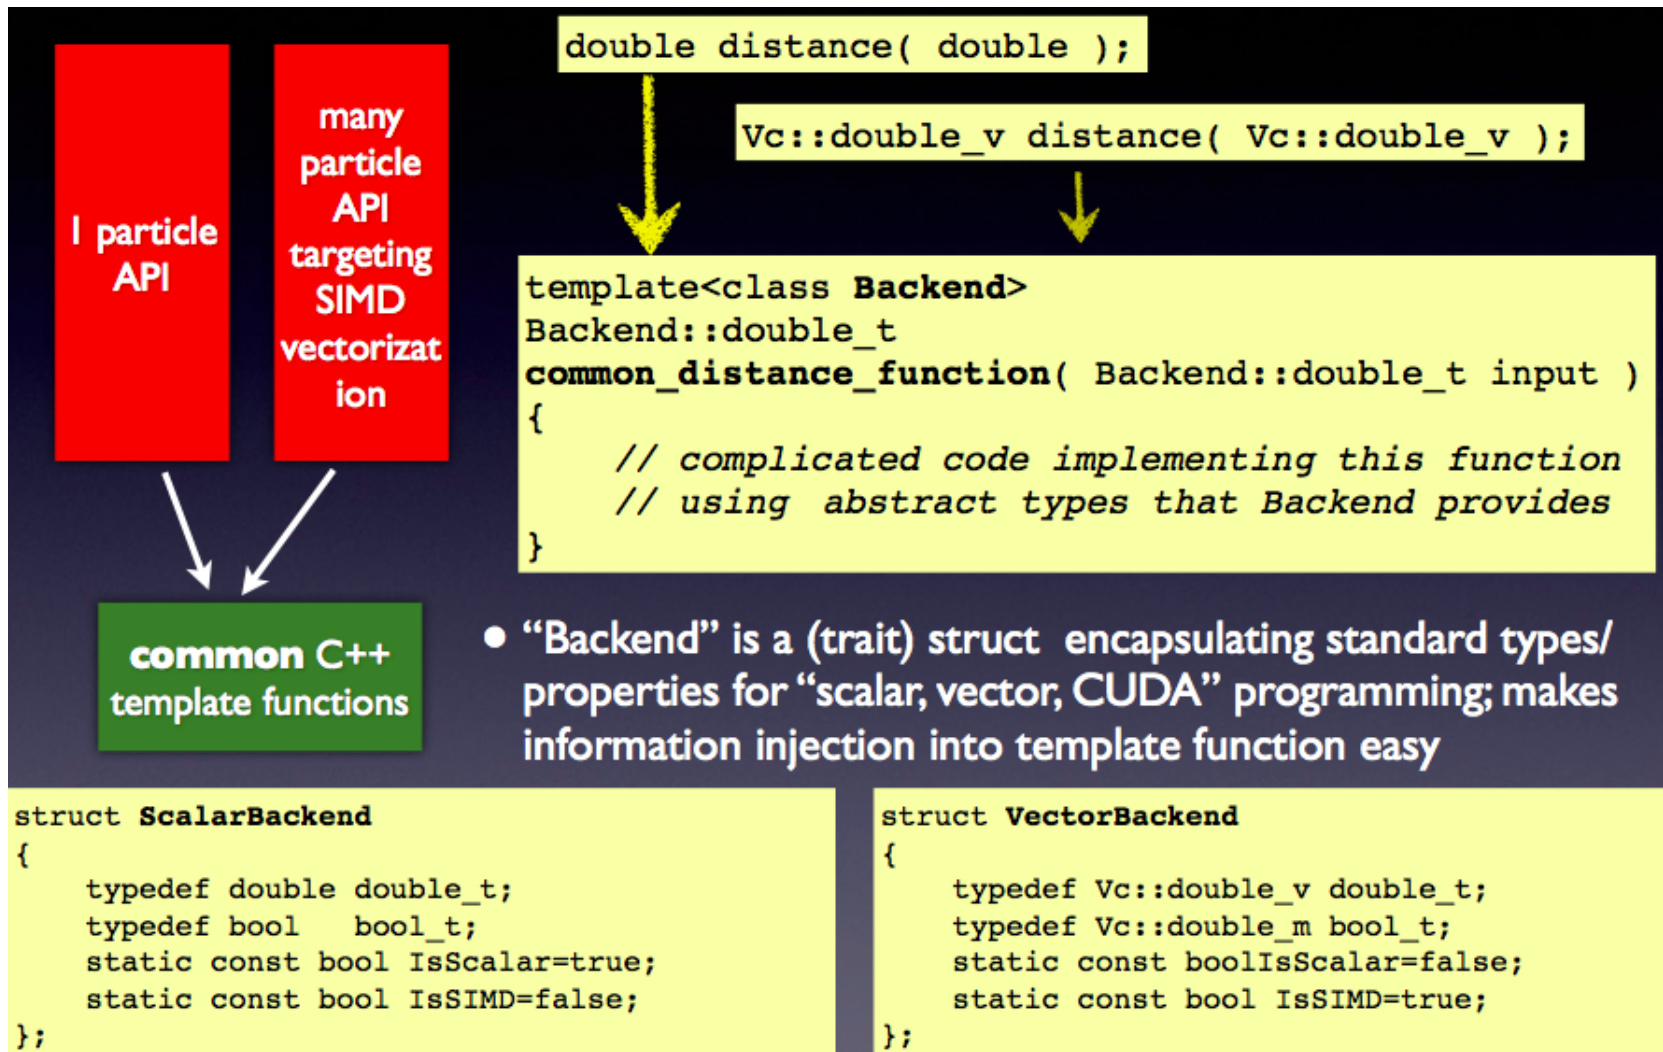 1 particle
API
many
particle
API
targeting
SIMD
vectorizat
ion
common C++
template functions
double distance( double );
Vc::double_v distance( Vc::double_v );
template<class Backend>
Backend::double_t
common_distance_function( Backend::double_t input )
{
    // complicated code implementing this function
    // using abstract types that Backend provides
}
• “Backend” is a (trait) struct encapsulating standard types/
properties for “scalar, vector, CUDA” programming; makes
information injection into template function easy
struct ScalarBackend
{
    typedef double double_t;
    typedef bool   bool_t;
    static const bool IsScalar=true;
    static const bool IsSIMD=false;
};
struct VectorBackend
{
    typedef Vc::double_v double_t;
    typedef Vc::double_m bool_t;
    static const boolIsScalar=false;
    static const bool IsSIMD=true;
};